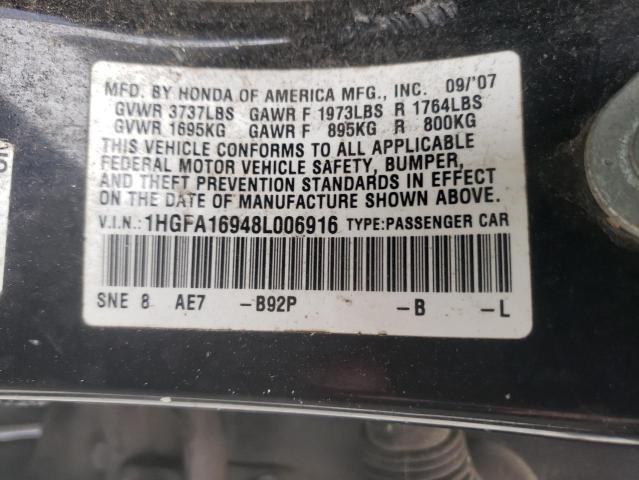 MFD. BY HONDA OF AMERICA MFG., INC. 09/'07
GVWR 3737LBS GAWR F 1973LBS R 1764LBS
GVWR 1695KG GAWR F 895KG R 800KG
THIS VEHICLE CONFORMS TO ALL APPLICABLE
FEDERAL MOTOR VEHICLE SAFETY, BUMPER,
AND THEFT PREVENTION STANDARDS IN EFFECT
ON THE DATE OF MANUFACTURE SHOWN ABOVE.
V.I.N.: 1HGFA16948L006916 TYPE:PASSENGER CAR
SNE 8 AE7 -B92P -B -L